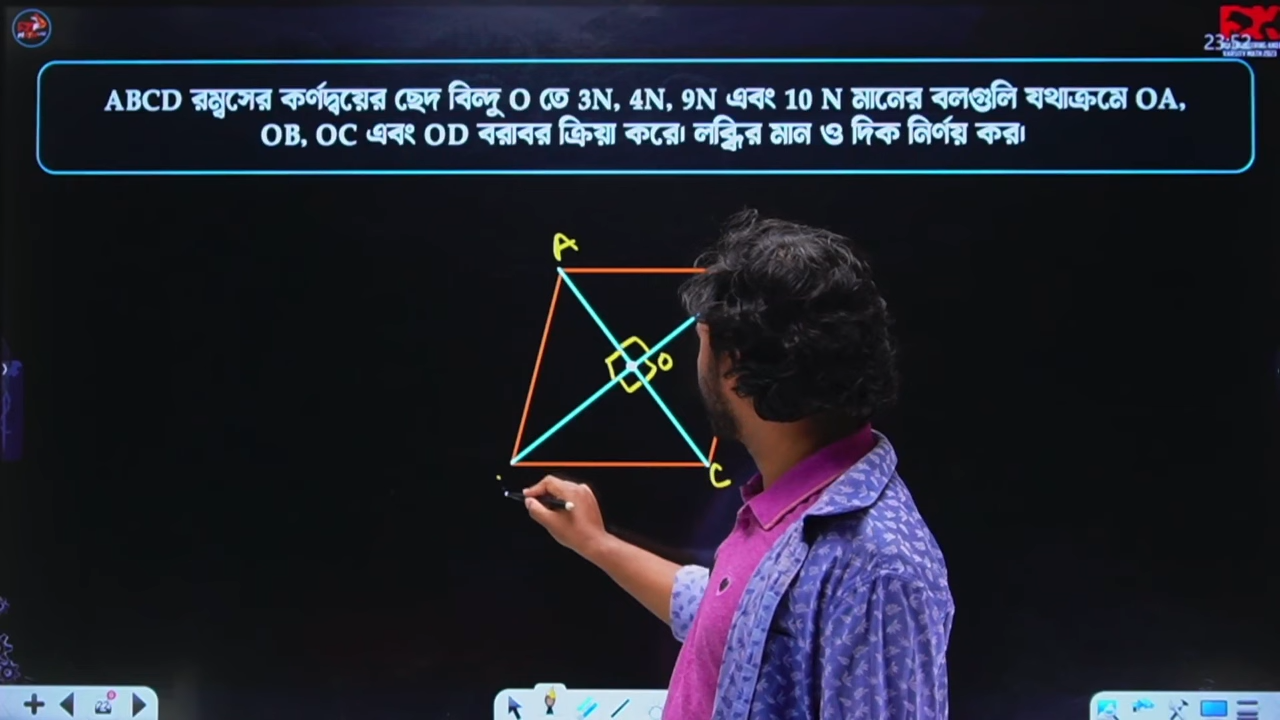 23:52
ABCD রম্বসের কর্ণদ্বয়ের ছেদ বিন্দু O তে 3N, 4N, 9N এবং 10 N মানের বলগুলি যথাক্রমে OA,
OB, OC এবং OD বরাবর ক্রিয়া করে। লব্ধির মান ও দিক নির্ণয় কর।
A
O
C
23